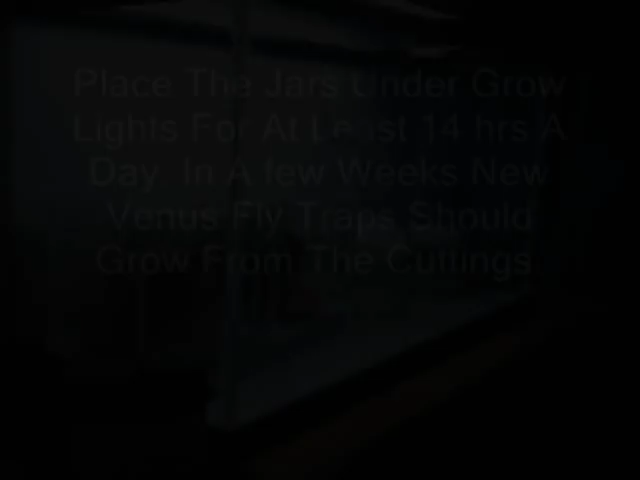 Place The Jars Under Grow
Lights For At Least 14 hrs A
Day. In A few Weeks New
Venus Fly Traps Should
Grow From The Cuttings